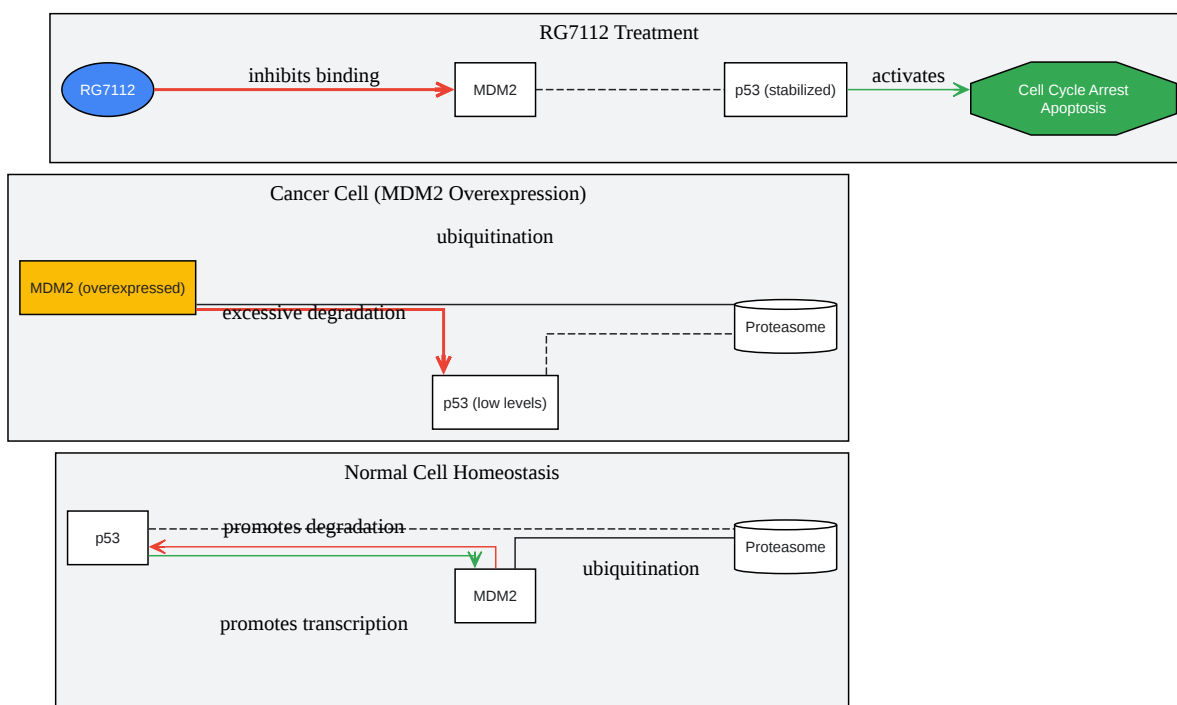 RG7112 Treatment
RG7112
inhibits binding
MDM2
p53 (stabilized)
activates
Cell Cycle Arrest
Apoptosis
Cancer Cell (MDM2 Overexpression)
ubiquitination
MDM2 (overexpressed)
excessive degradation
Proteasome
p53 (low levels)
Normal Cell Homeostasis
p53
promotes degradation
Proteasome
ubiquitination
MDM2
promotes transcription